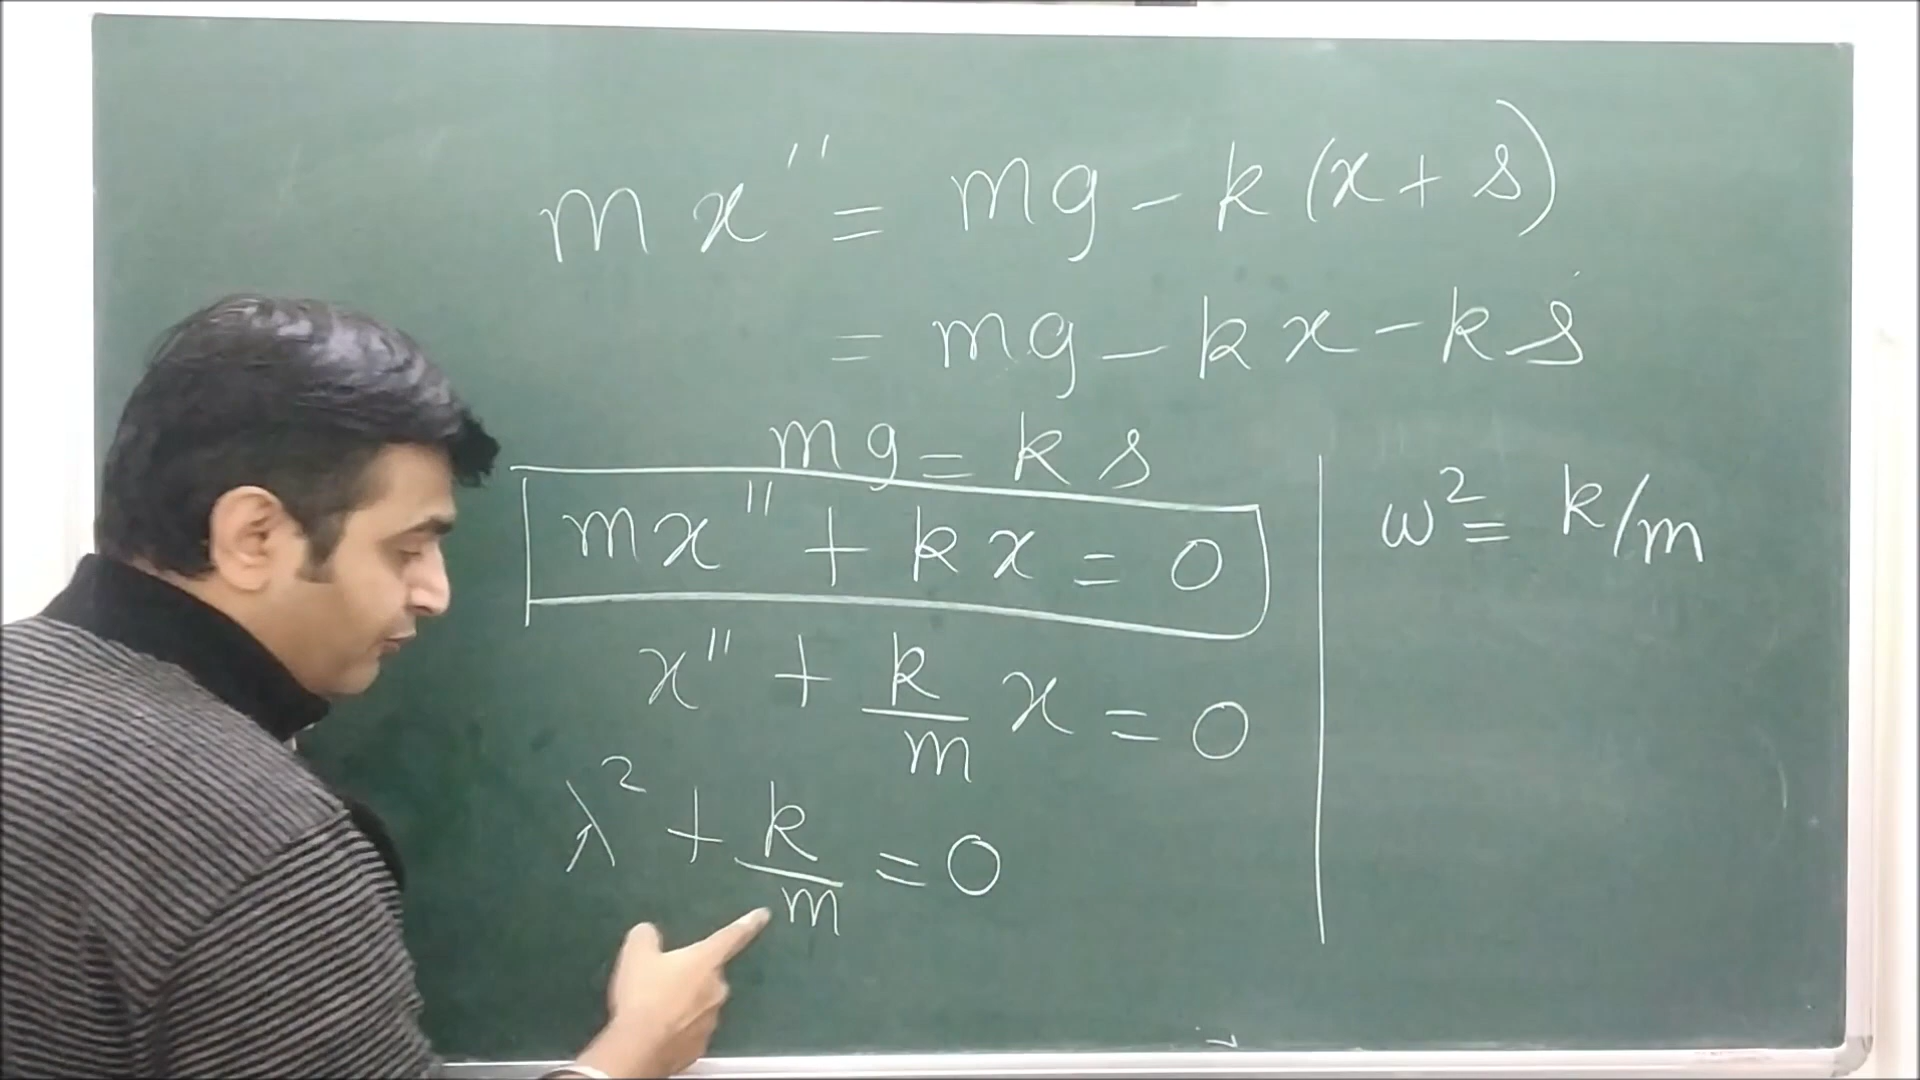 mx'' = mg - k(x + s)
= mg - kx - ks
mg = ks
mx'' + kx = 0
x'' + k/m x = 0
λ² + k/m = 0
ω² = k/m